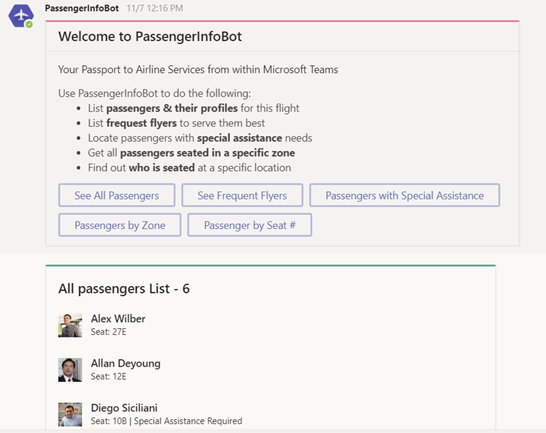 PassengerInfoBot 11/7 12:16 PM
Welcome to PassengerInfoBot
Your Passport to Airline Services from within Microsoft Teams
Use PassengerInfoBot to do the following:
• List passengers & their profiles for this flight
• List frequent flyers to serve them best
• Locate passengers with special assistance needs
• Get all passengers seated in a specific zone
• Find out who is seated at a specific location
See All Passengers See Frequent Flyers Passengers with Special Assistance
Passengers by Zone Passenger by Seat #
All passengers List - 6
Alex Wilber
Seat: 27E
Allan Deyoung
Seat: 12E
Diego Siciliani
Seat: 10B | Special Assistance Required